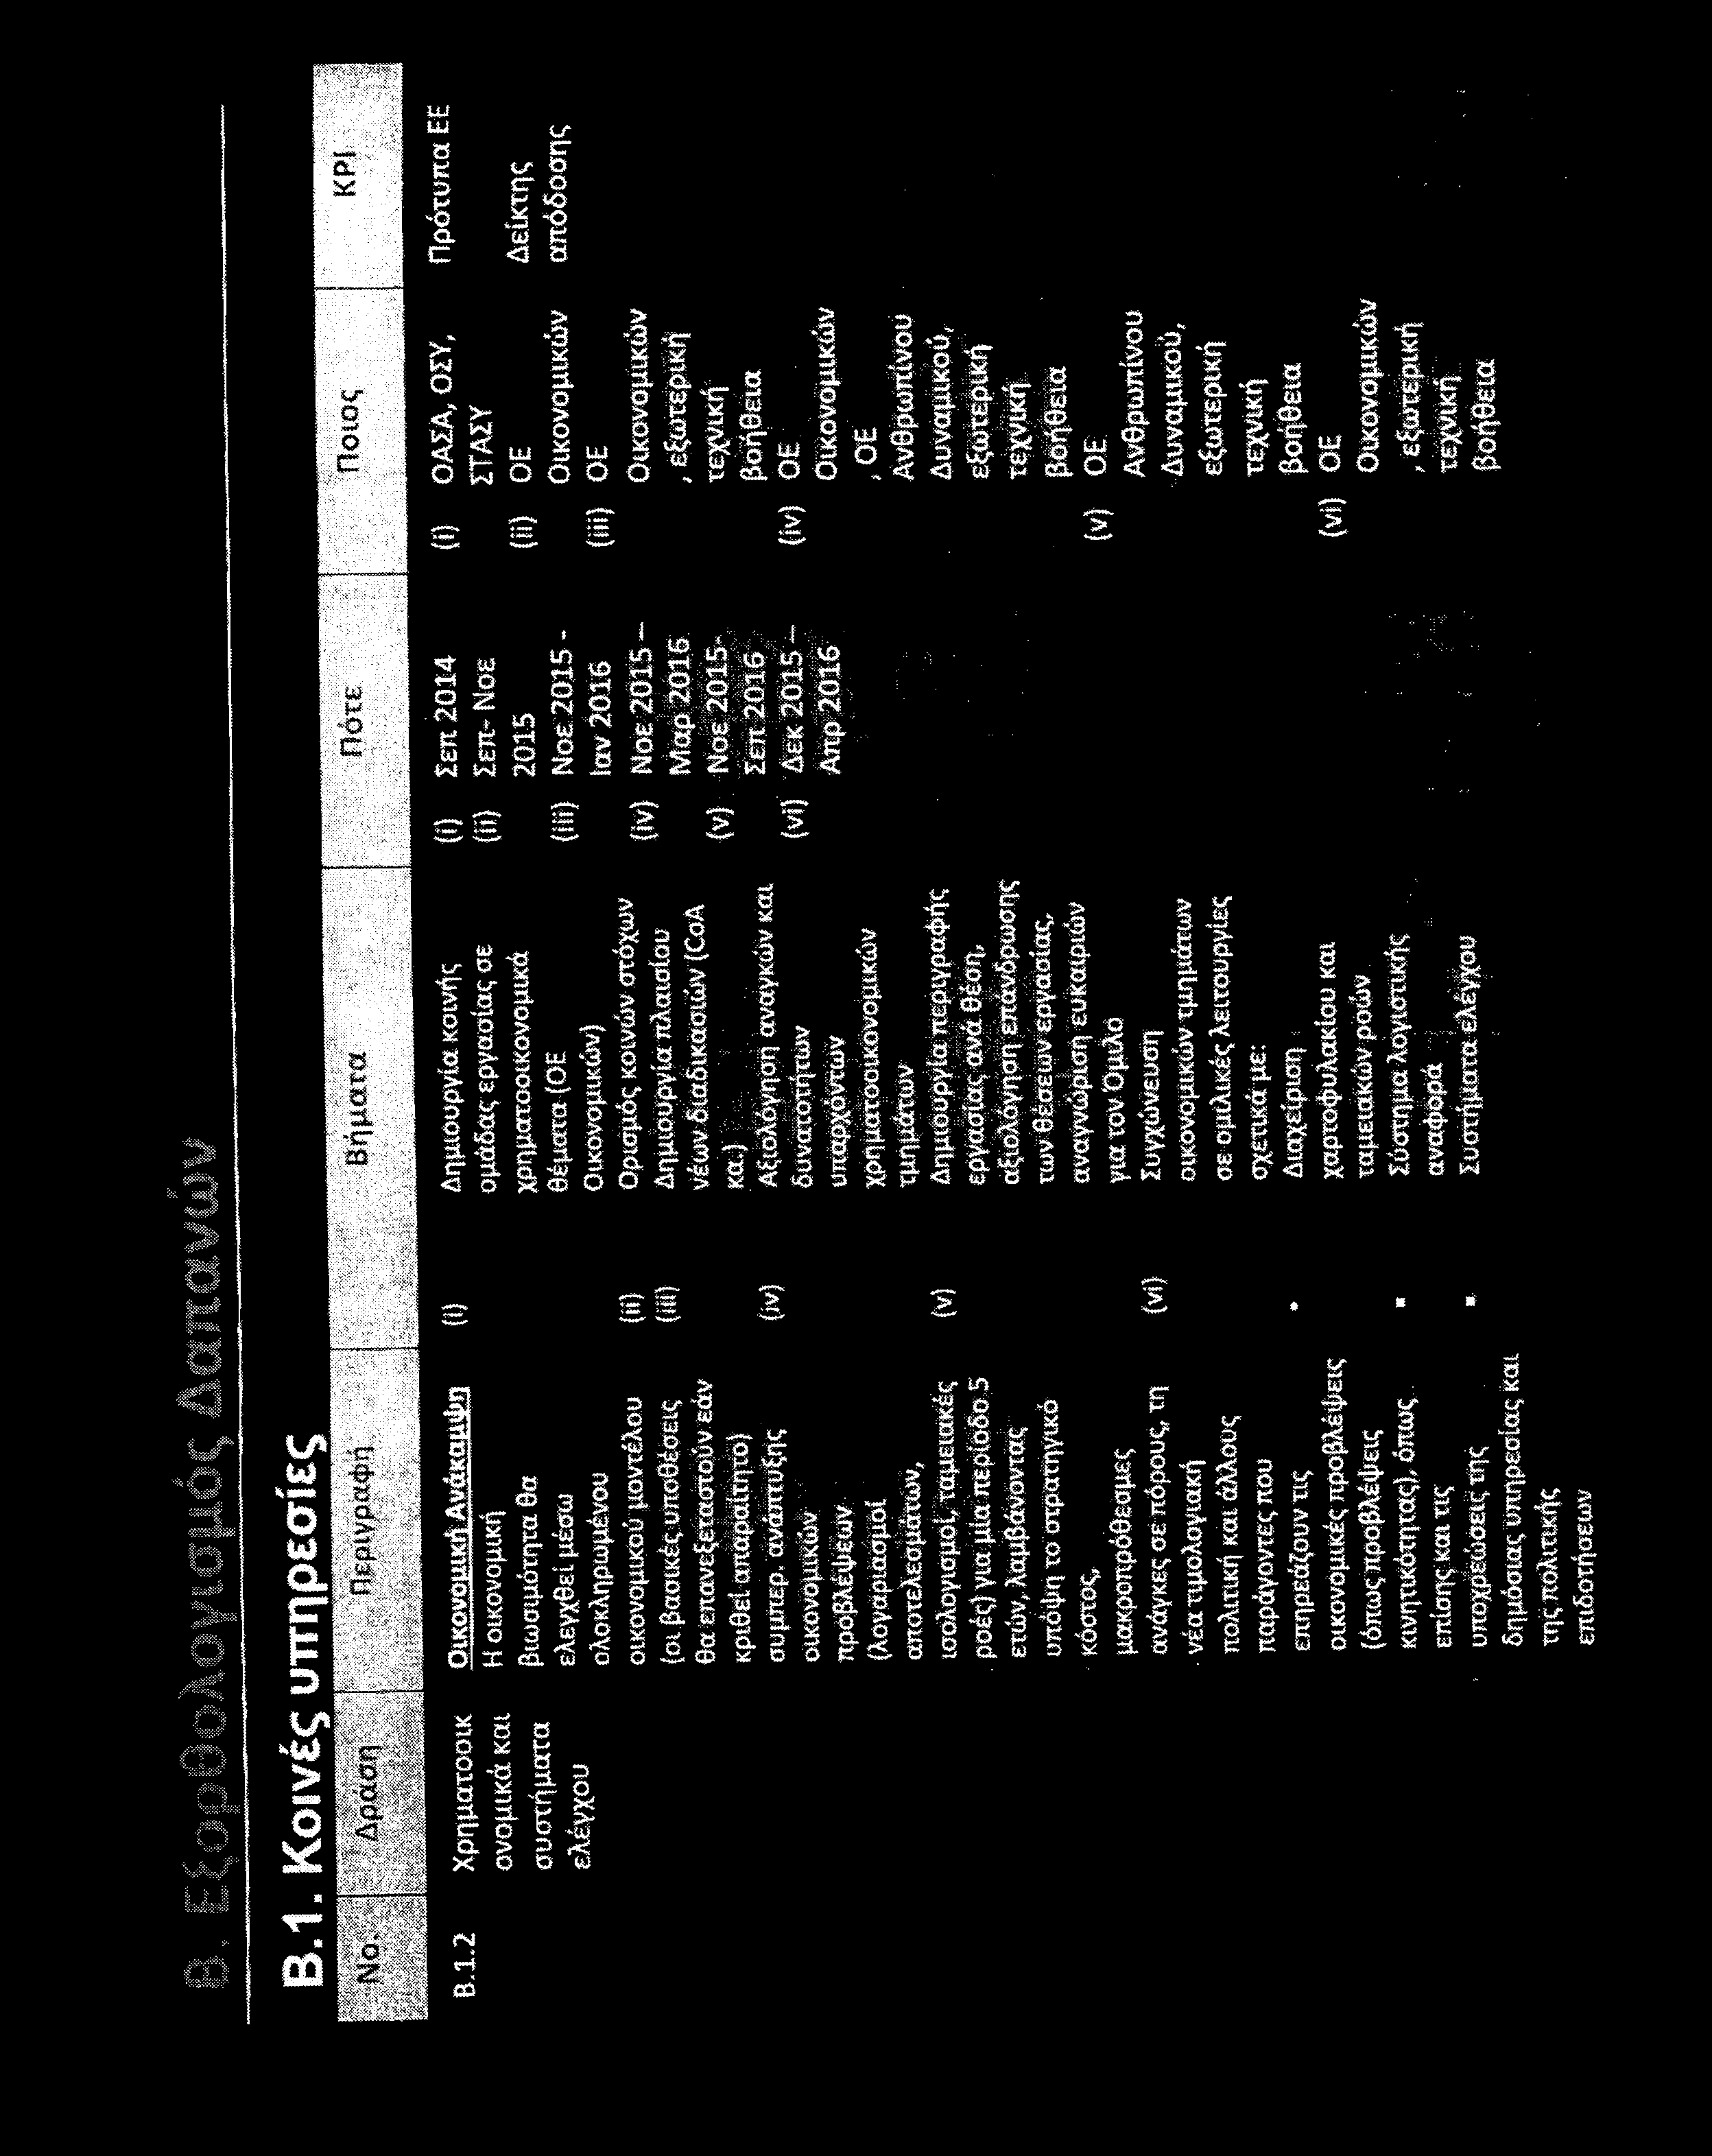 Β. Εξορθολογισμός Δαπανών
Β.1. Κοινές υπηρεσίες
No.
Δράση
Περιγραφή
Βήματα
Πότε
Ποιος
KPI
Β.1.2
Χρηματοοικ
ονομικά και
συστήματα
ελέγχου
Οικονομική Ανάκαμψη
Η οικονομική
βιωσιμότητα θα
ελεγχθεί μέσω
ολοκληρωμένου
οικονομικού μοντέλου
(οι βασικές υποθέσεις
θα επανεξεταστούν εάν
κριθεί απαραίτητο)
συμπερ. ανάπτυξης
οικονομικών
προβλέψεων
(λογαριασμοί
αποτελεσμάτων,
ισολογισμοί, ταμειακές
ροές) για μία περίοδο 5
ετών, λαμβάνοντας
υπόψη το στρατηγικό
κόστος,
μακροπρόθεσμες
ανάγκες σε πόρους, τη
νέα τιμολογιακή
πολιτική και άλλους
παράγοντες που
επηρεάζουν τις
οικονομικές προβλέψεις
(όπως προβλέψεις
κινητικότητας), όπως
επίσης και τις
υποχρεώσεις της
δημόσιας υπηρεσίας και
της πολιτικής
επιδοτήσεων
(i) Δημιουργία κοινής
ομάδας εργασίας σε
χρηματοοικονομικά
θέματα (ΟΕ
Οικονομικών)
(ii) Ορισμός κοινών στόχων
(iii) Δημιουργία πλαισίου
νέων διαδικασιών (CoA
κα.)
(iv) Αξιολόγηση αναγκών και
δυνατοτήτων
υπαρχόντων
χρηματοοικονομικών
τμημάτων
(v) Δημιουργία περιγραφής
εργασίας ανά θέση,
αξιολόγηση επάνδρωσης
των θέσεων εργασίας,
αναγνώριση ευκαιριών
για τον Όμιλο
(vi) Συγχώνευση
οικονομικών τμημάτων
σε ομιλικές λειτουργίες
σχετικά με:
• Διαχείριση
χαρτοφυλακίου και
ταμειακών ροών
▪ Σύστημα λογιστικής
αναφορά
▪ Συστήματα ελέγχου
(i) Σεπ 2014
(ii) Σεπ- Νοε
2015
(iii) Νοε 2015 -
Ιαν 2016
(iv) Νοε 2015 –
Μαρ 2016
(v) Νοε 2015-
Σεπ 2016
(vi) Δεκ 2015 –
Απρ 2016
(i) ΟΑΣΑ, ΟΣΥ,
ΣΤΑΣΥ
(ii) ΟΕ
Οικονομικών
(iii) ΟΕ
Οικονομικών
, εξωτερική
τεχνική
βοήθεια
(iv) ΟΕ
Οικονομικών
, ΟΕ
Ανθρωπίνου
Δυναμικού,
εξωτερική
τεχνική
βοήθεια
(v) ΟΕ
Ανθρωπίνου
Δυναμικού,
εξωτερική
τεχνική
βοήθεια
(vi) ΟΕ
Οικονομικών
, εξωτερική
τεχνική
βοήθεια
Πρότυπα ΕΕ
Δείκτης
απόδοσης